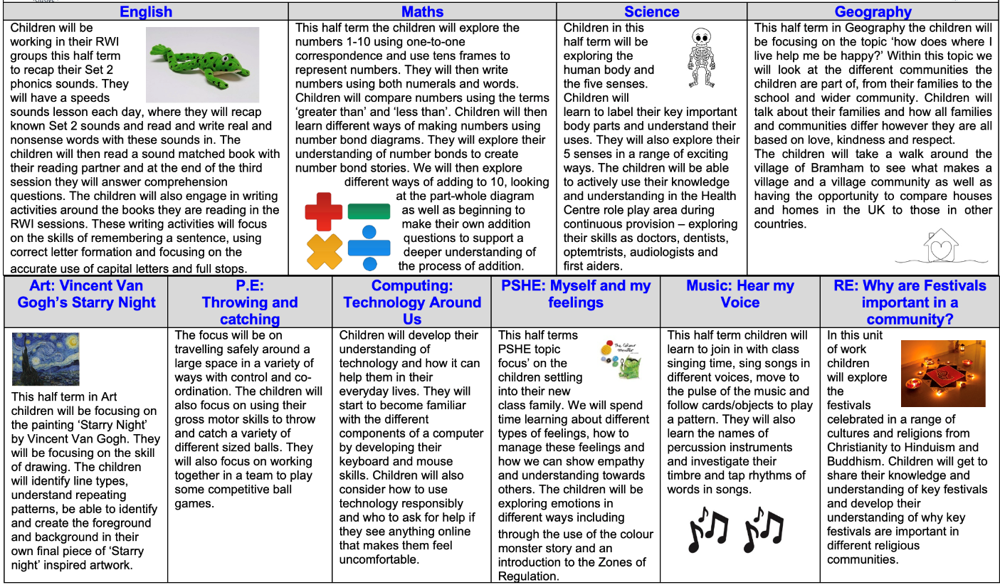 English
Children will be
working in their RWI
groups this half term
to recap their Set 2
phonics sounds. They
will have a speeds
sounds lesson each day, where they will recap
known Set 2 sounds and read and write real and
nonsense words with these sounds in. The
children will then read a sound matched book with
their reading partner and at the end of the third
session they will answer comprehension
questions. The children will also engage in writing
activities around the books they are reading in the
RWI sessions. These writing activities will focus
on the skills of remembering a sentence, using
correct letter formation and focusing on the
accurate use of capital letters and full stops.
Maths
This half term the children will explore the
numbers 1-10 using one-to-one
correspondence and use tens frames to
represent numbers. They will then write
numbers using both numerals and words.
Children will compare numbers using the terms
‘greater than’ and ‘less than’. Children will then
learn different ways of making numbers using
number bond diagrams. They will explore their
understanding of number bonds to create
number bond stories. We will then explore
different ways of adding to 10, looking
at the part-whole diagram
as well as beginning to
make their own addition
questions to support a
deeper understanding of
the process of addition.
Science
Children in this
half term will be
exploring the
human body and
the five senses.
Children will
learn to label their key important
body parts and understand their
uses. They will also explore their
5 senses in a range of exciting
ways. The children will be able
to actively use their knowledge
and understanding in the Health
Centre role play area during
continuous provision – exploring
their skills as doctors, dentists,
optemtrists, audiologists and
first aiders.
Geography
This half term in Geography the children will
be focusing on the topic ‘how does where I
live help me be happy?’ Within this topic we
will look at the different communities the
children are part of, from their families to the
school and wider community. Children will
talk about their families and how all families
and communities differ however they are all
based on love, kindness and respect.
The children will take a walk around the
village of Bramham to see what makes a
village and a village community as well as
having the opportunity to compare houses
and homes in the UK to those in other
countries.
Art: Vincent Van
Gogh’s Starry Night
This half term in Art
children will be focusing on
the painting ‘Starry Night’
by Vincent Van Gogh. They
will be focusing on the skill
of drawing. The children
will identify line types,
understand repeating
patterns, be able to identify
and create the foreground
and background in their
own final piece of ‘Starry
night’ inspired artwork.
P.E:
Throwing and
catching
The focus will be on
travelling safely around a
large space in a variety of
ways with control and co-
ordination. The children will
also focus on using their
gross motor skills to throw
and catch a variety of
different sized balls. They
will also focus on working
together in a team to play
some competitive ball
games.
Computing:
Technology Around
Us
Children will develop their
understanding of
technology and how it can
help them in their
everyday lives. They will
start to become familiar
with the different
components of a computer
by developing their
keyboard and mouse
skills. Children will also
consider how to use
technology responsibly
and who to ask for help if
they see anything online
that makes them feel
uncomfortable.
PSHE: Myself and my
feelings
This half terms
PSHE topic
focus’ on the
children settling
into their new
class family. We will spend
time learning about different
types of feelings, how to
manage these feelings and
how we can show empathy
and understanding towards
others. The children will be
exploring emotions in
different ways including
through the use of the colour
monster story and an
introduction to the Zones of
Regulation.
The Colour
Monster
Music: Hear my
Voice
This half term children will
learn to join in with class
singing time, sing songs in
different voices, move to
the pulse of the music and
follow cards/objects to play
a pattern. They will also
learn the names of
percussion instruments
and investigate their
timbre and tap rhythms of
words in songs.
RE: Why are Festivals
important in a
community?
In this unit
of work
children
will explore
the
festivals
celebrated in a range of
cultures and religions from
Christianity to Hinduism and
Buddhism. Children will get to
share their knowledge and
understanding of key festivals
and develop their
understanding of why key
festivals are important in
different religious
communities.